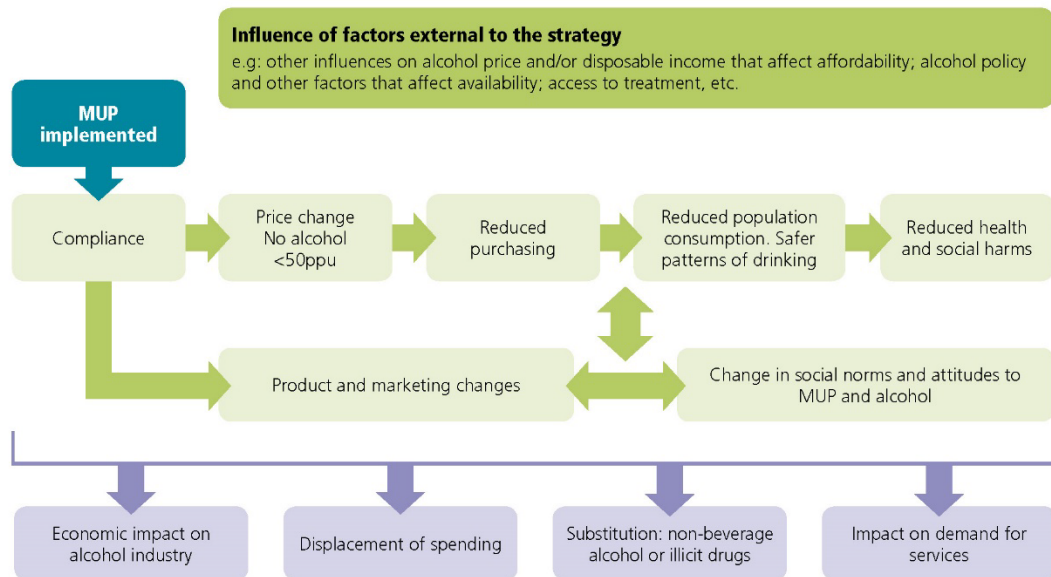 Influence of factors external to the strategy
e.g: other influences on alcohol price and/or disposable income that affect affordability; alcohol policy
and other factors that affect availability; access to treatment, etc.
MUP
implemented
Compliance
Price change
No alcohol
<50ppu
Reduced
purchasing
Reduced population
consumption. Safer
patterns of drinking
Reduced health
and social harms
Product and marketing changes
Change in social norms and attitudes to
MUP and alcohol
Economic impact on
alcohol industry
Displacement of spending
Substitution: non-beverage
alcohol or illicit drugs
Impact on demand for
services